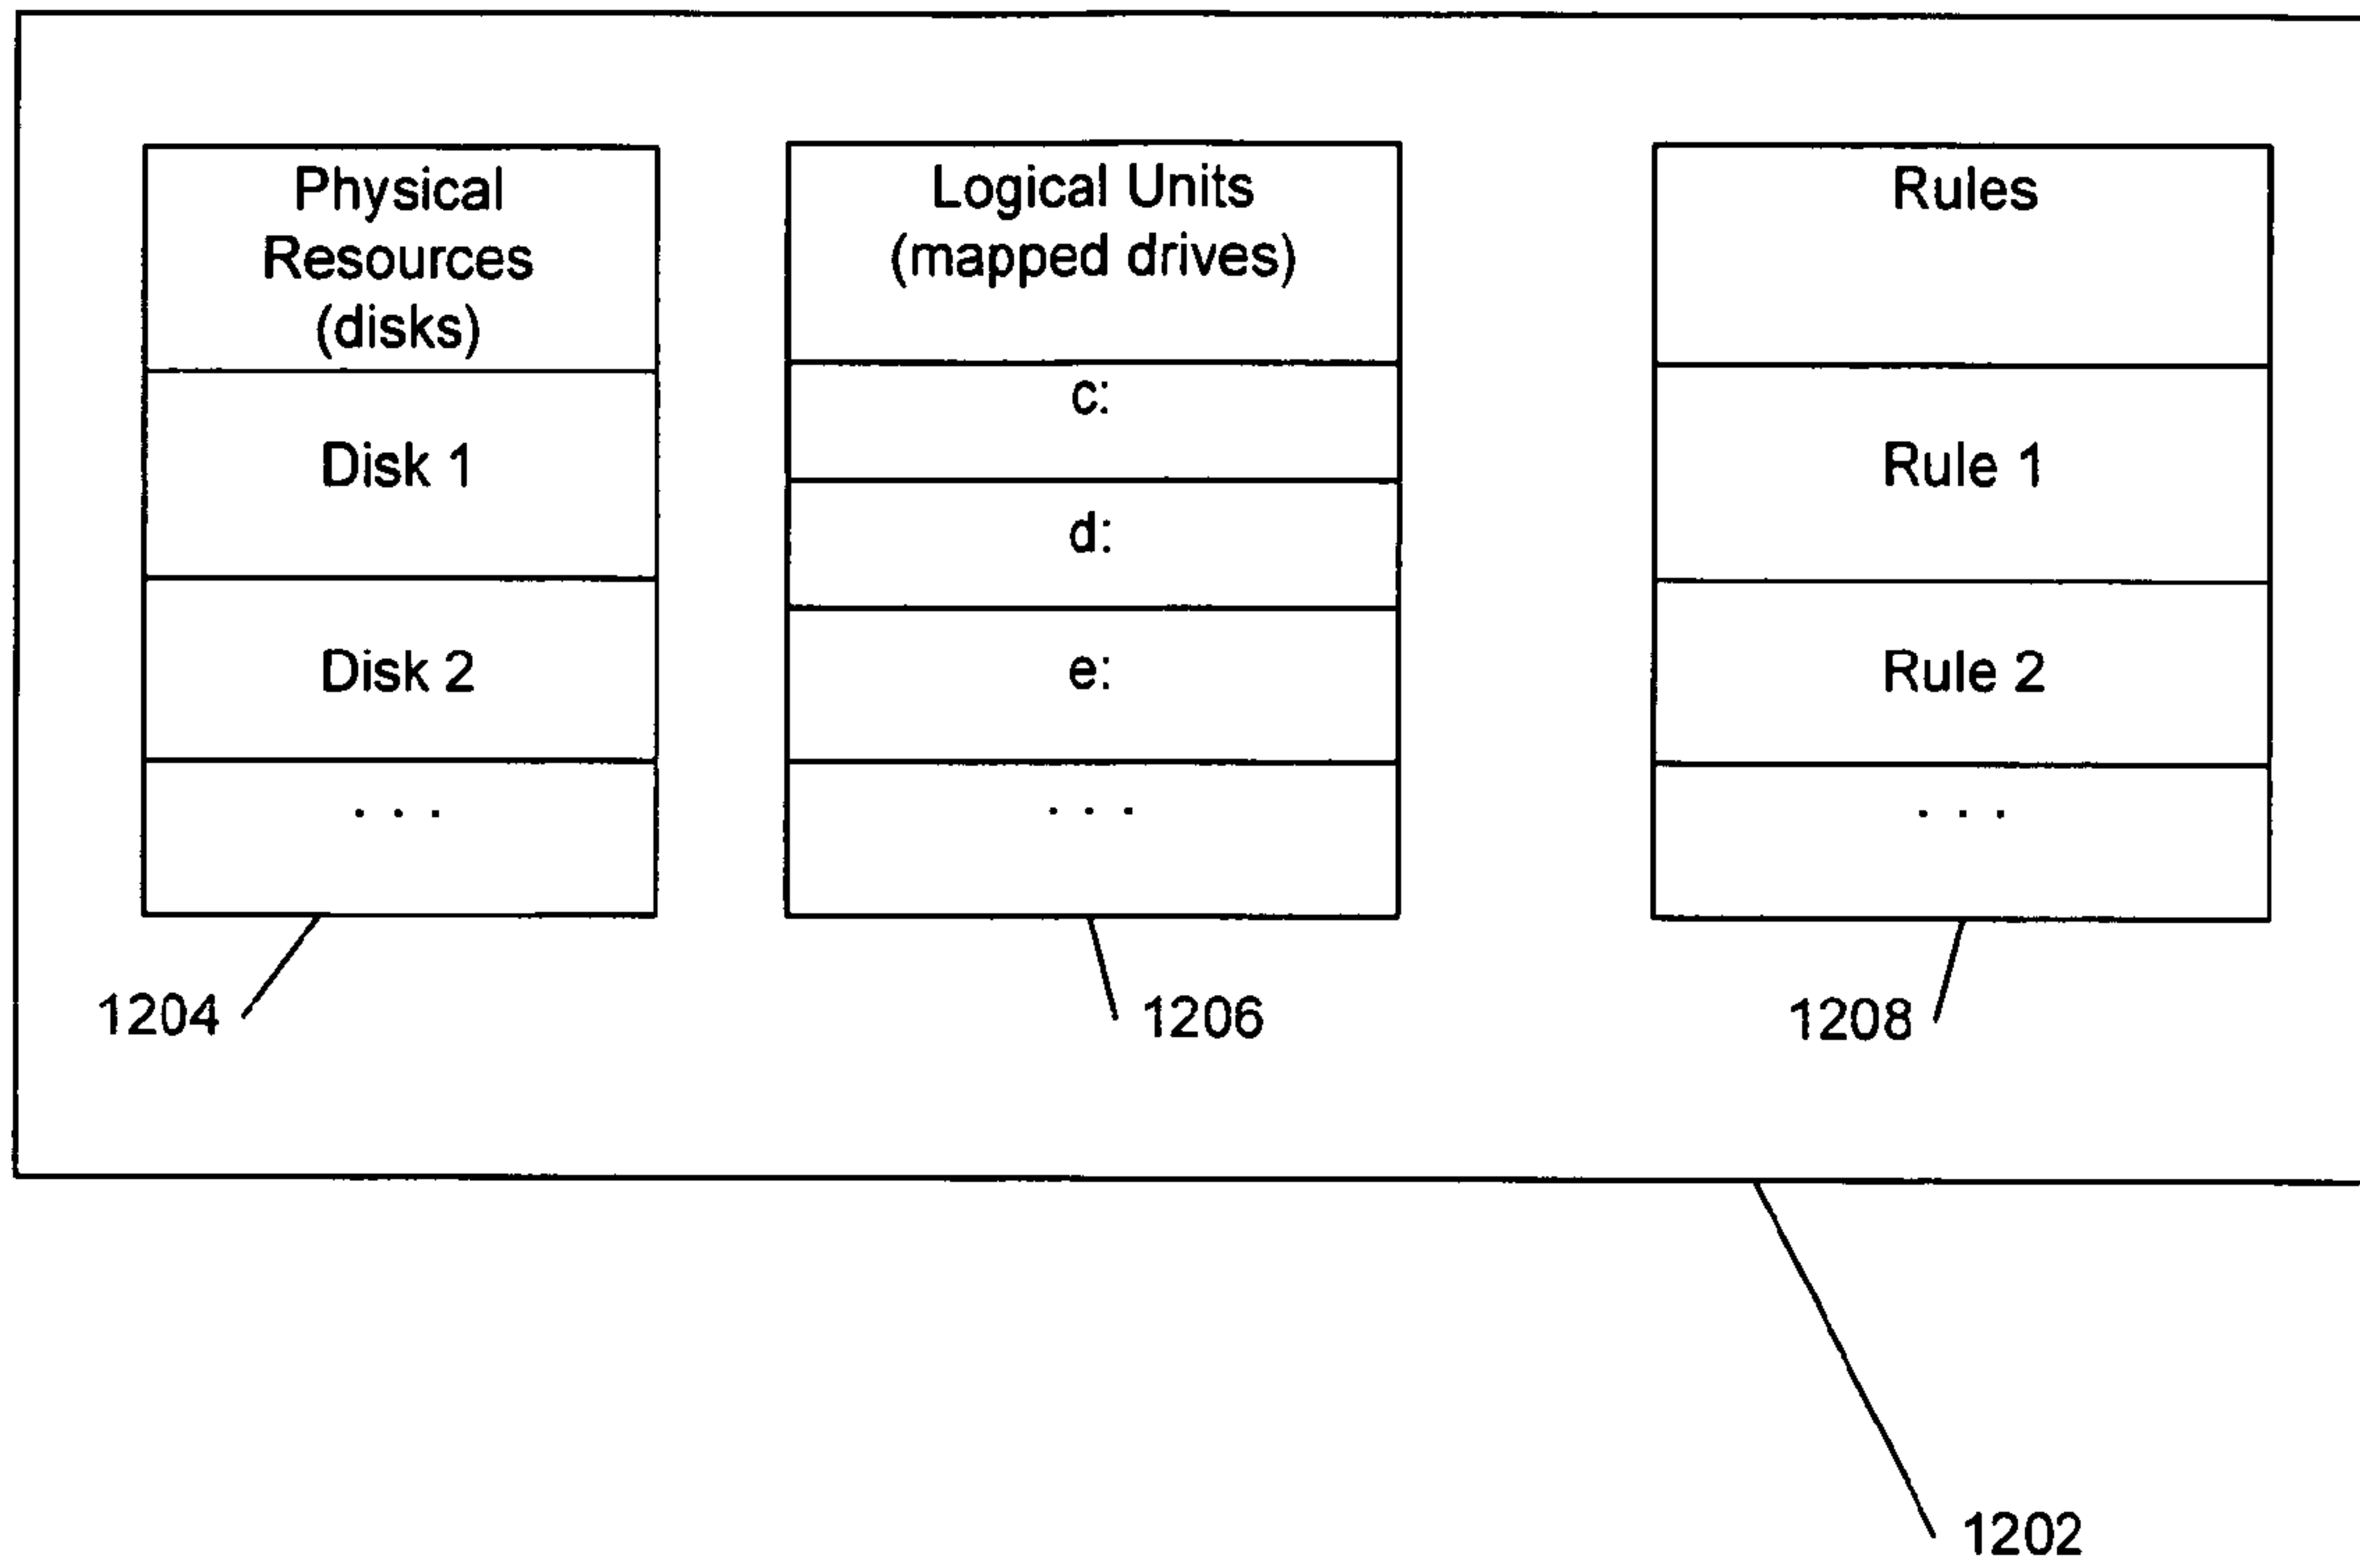 Physical
Resources
(disks)
Disk 1
Disk 2
. . .
1204
Logical Units
(mapped drives)
c:
d:
e:
. . .
1206
Rules
Rule 1
Rule 2
. . .
1208
1202